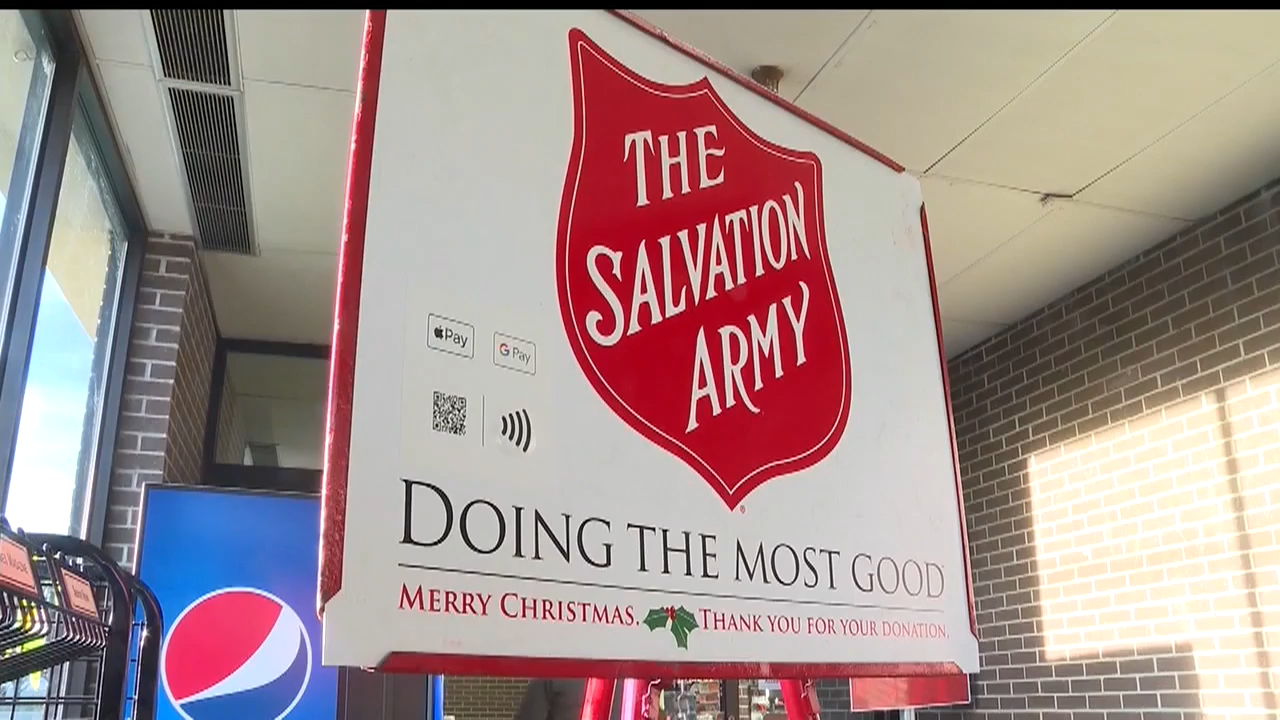 THE
SALVATION
ARMY
Pay
G Pay
DOING THE MOST GOOD
MERRY CHRISTMAS. THANK YOU FOR YOUR DONATION.